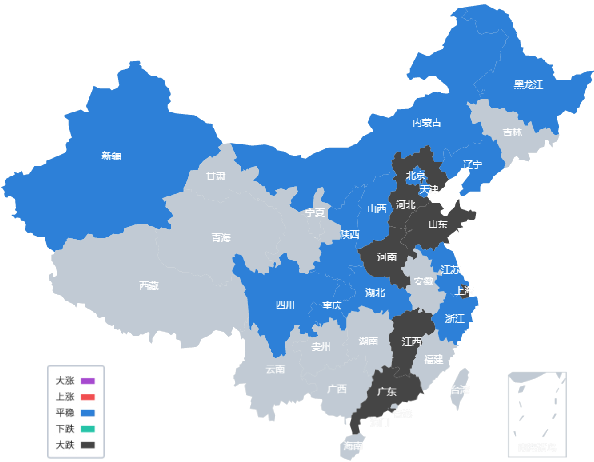 黑龙江
内蒙古
吉林
新疆
辽宁
甘肃
北京
天津
宁夏
山西
河北
山东
青海
陕西
河南
江苏
西藏
安徽
上海
四川
重庆
湖北
浙江
贵州
湖南
江西
福建
云南
广西
广东
台湾
海南
大涨
上涨
平稳
下跌
大跌